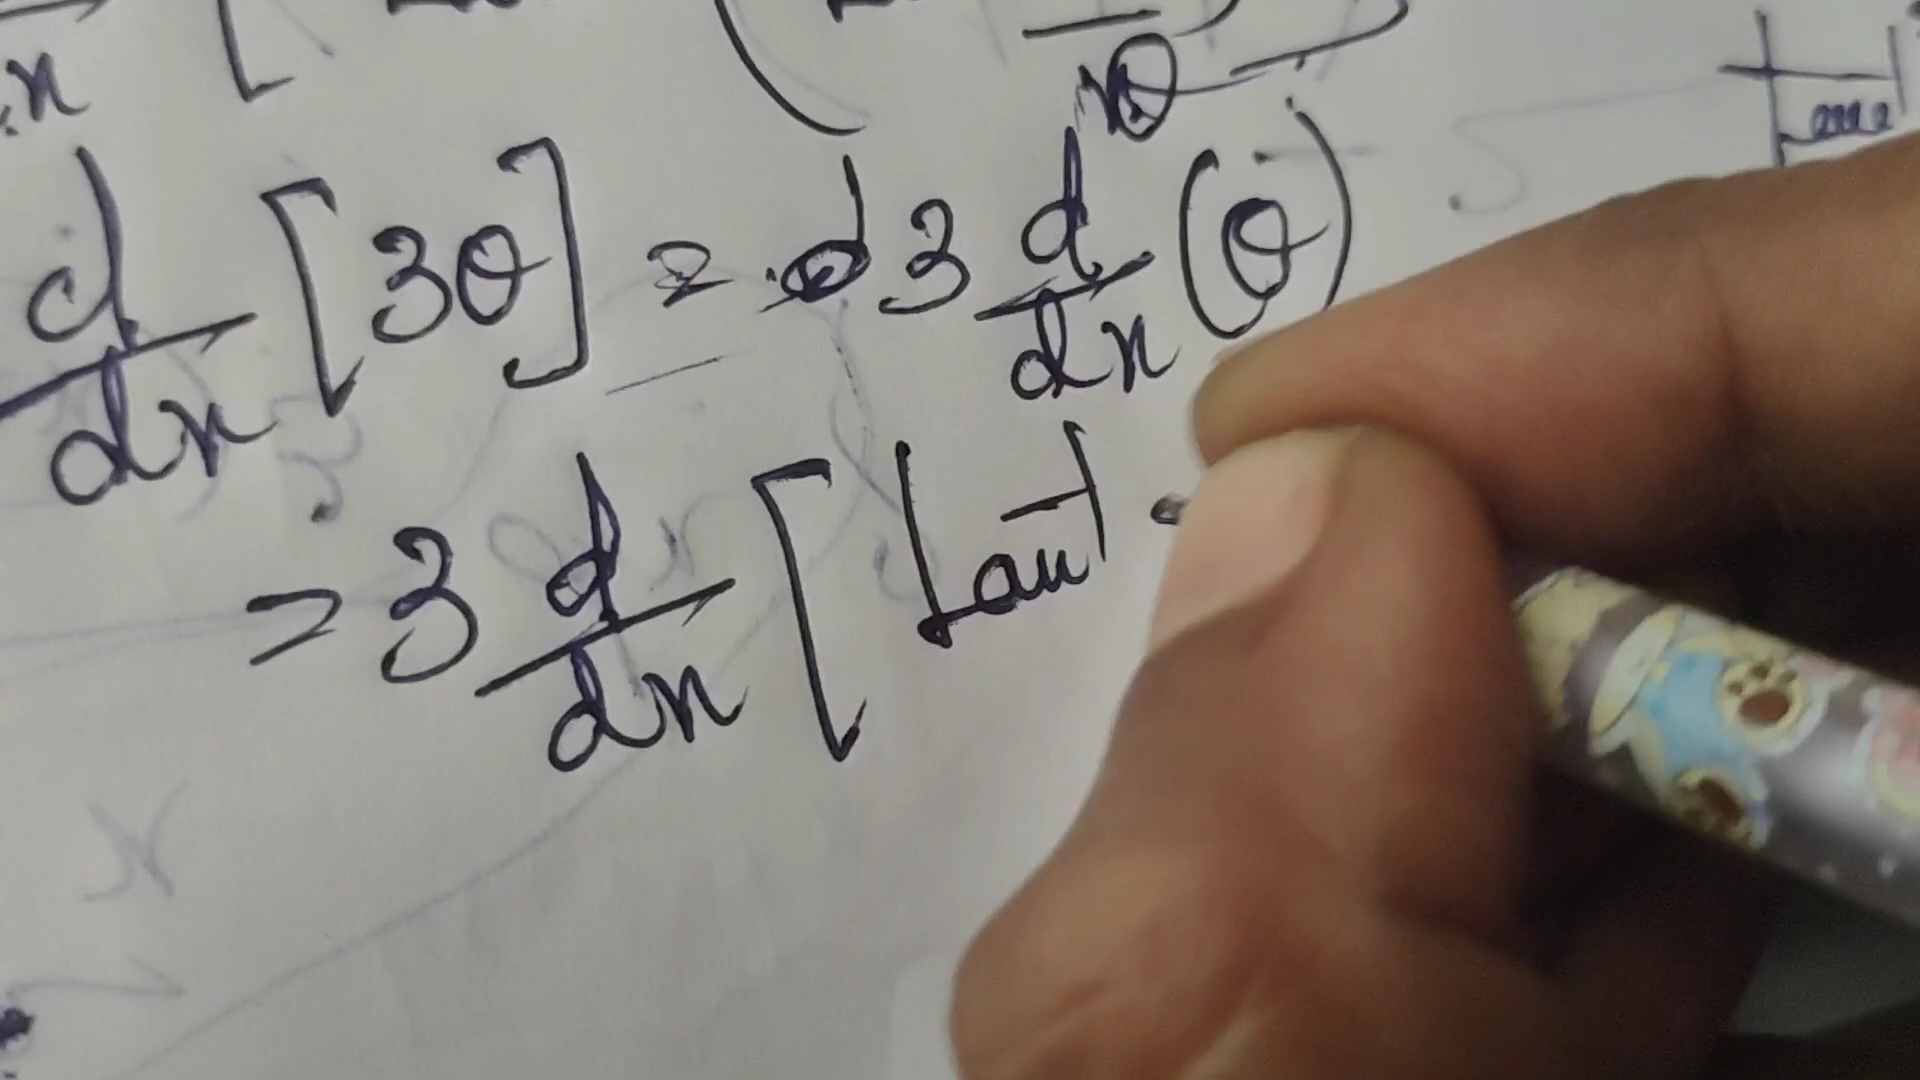 d/dx [3θ] = 3 d/dx (θ)
= 3 d/dx [tan⁻¹